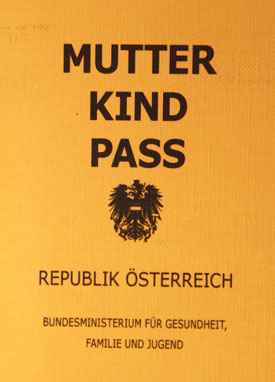 MUTTER
KIND
PASS
REPUBLIK ÖSTERREICH
BUNDESMINISTERIUM FÜR GESUNDHEIT,
FAMILIE UND JUGEND